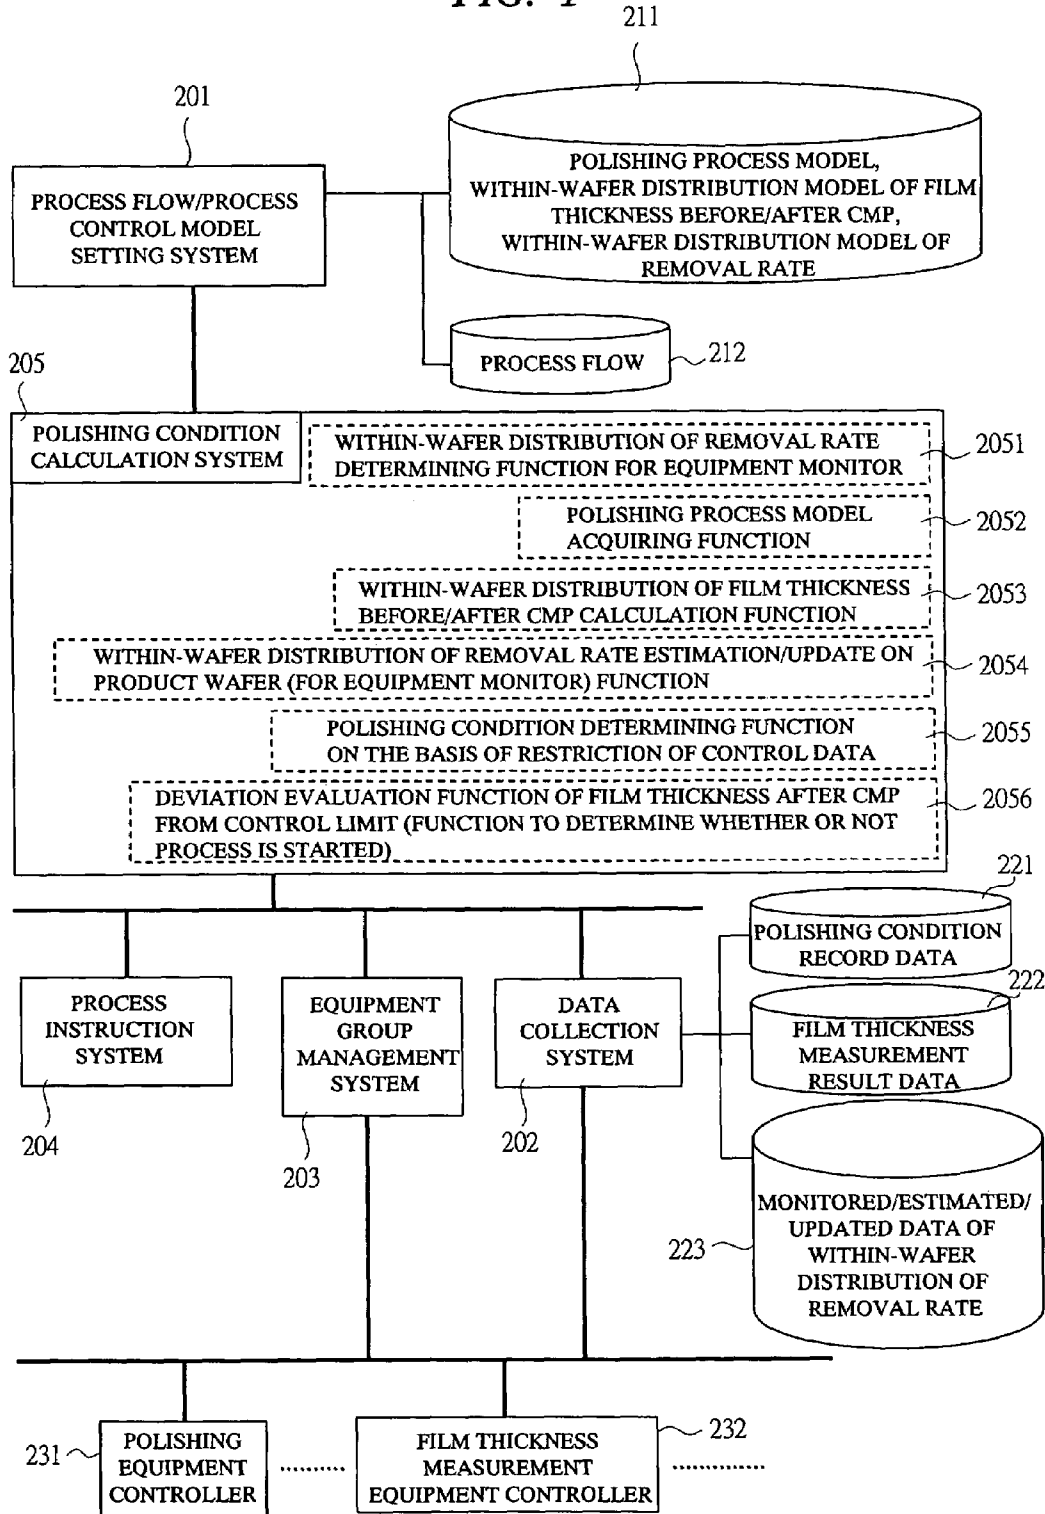 FIG. 1
211
201
POLISHING PROCESS MODEL,
WITHIN-WAFER DISTRIBUTION MODEL OF FILM
THICKNESS BEFORE/AFTER CMP,
WITHIN-WAFER DISTRIBUTION MODEL OF
REMOVAL RATE
PROCESS FLOW/PROCESS
CONTROL MODEL
SETTING SYSTEM
PROCESS FLOW
212
205
POLISHING CONDITION
CALCULATION SYSTEM
WITHIN-WAFER DISTRIBUTION OF REMOVAL RATE
DETERMINING FUNCTION FOR EQUIPMENT MONITOR
2051
POLISHING PROCESS MODEL
ACQUIRING FUNCTION
2052
WITHIN-WAFER DISTRIBUTION OF FILM THICKNESS
BEFORE/AFTER CMP CALCULATION FUNCTION
2053
WITHIN-WAFER DISTRIBUTION OF REMOVAL RATE ESTIMATION/UPDATE ON
PRODUCT WAFER (FOR EQUIPMENT MONITOR) FUNCTION
2054
POLISHING CONDITION DETERMINING FUNCTION
ON THE BASIS OF RESTRICTION OF CONTROL DATA
2055
DEVIATION EVALUATION FUNCTION OF FILM THICKNESS AFTER CMP
FROM CONTROL LIMIT (FUNCTION TO DETERMINE WHETHER OR NOT
PROCESS IS STARTED)
2056
221
POLISHING CONDITION
RECORD DATA
PROCESS
INSTRUCTION
SYSTEM
204
EQUIPMENT
GROUP
MANAGEMENT
SYSTEM
203
DATA
COLLECTION
SYSTEM
202
222
FILM THICKNESS
MEASUREMENT
RESULT DATA
MONITORED/ESTIMATED/
UPDATED DATA OF
WITHIN-WAFER
DISTRIBUTION OF
REMOVAL RATE
223
231
POLISHING
EQUIPMENT
CONTROLLER
FILM THICKNESS
MEASUREMENT
EQUIPMENT CONTROLLER
232